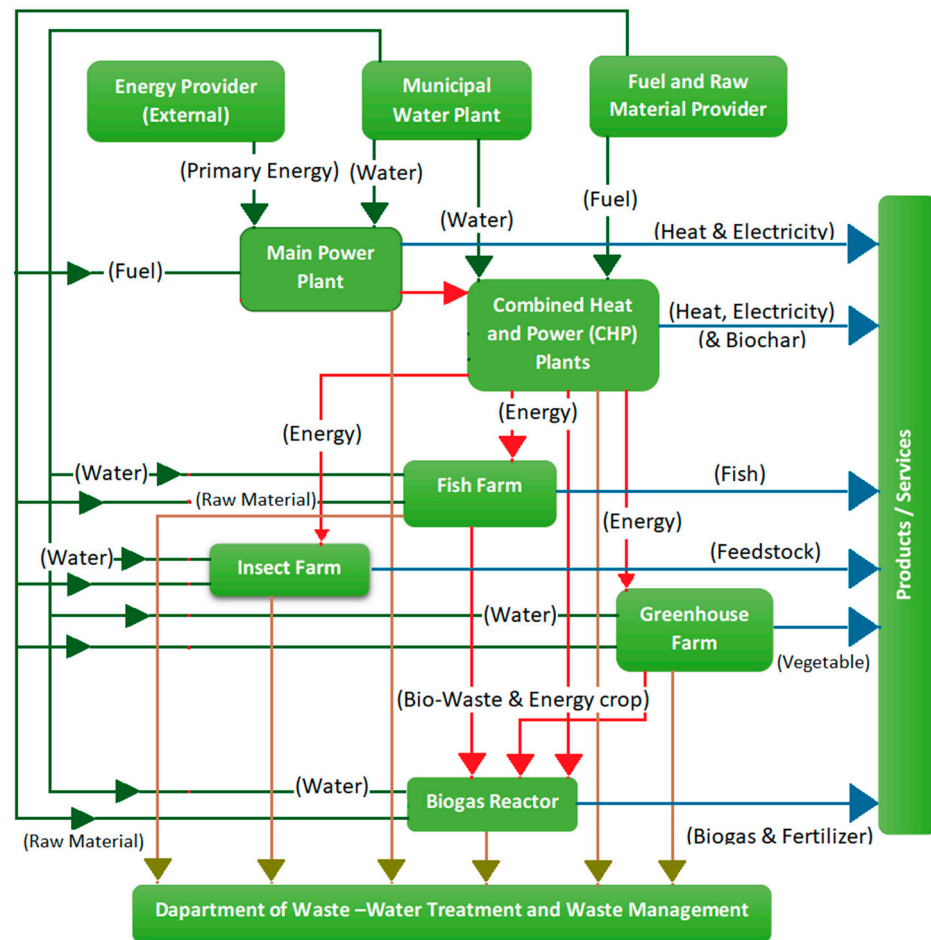 Energy Provider
(External)
Municipal
Water Plant
Fuel and Raw
Material Provider
(Primary Energy)
(Water)
(Water)
(Fuel)
Main Power
Plant
(Heat & Electricity)
(Fuel)
Combined Heat
and Power (CHP)
Plants
(Heat, Electricity)
(& Biochar)
(Energy)
(Energy)
(Water)
Fish Farm
(Fish)
(Raw Material)
(Energy)
(Water)
Insect Farm
(Feedstock)
(Water)
Greenhouse
Farm
(Vegetable)
(Bio-Waste & Energy crop)
(Water)
Biogas Reactor
(Raw Material)
(Biogas & Fertilizer)
Products / Services
Dapartment of Waste –Water Treatment and Waste Management